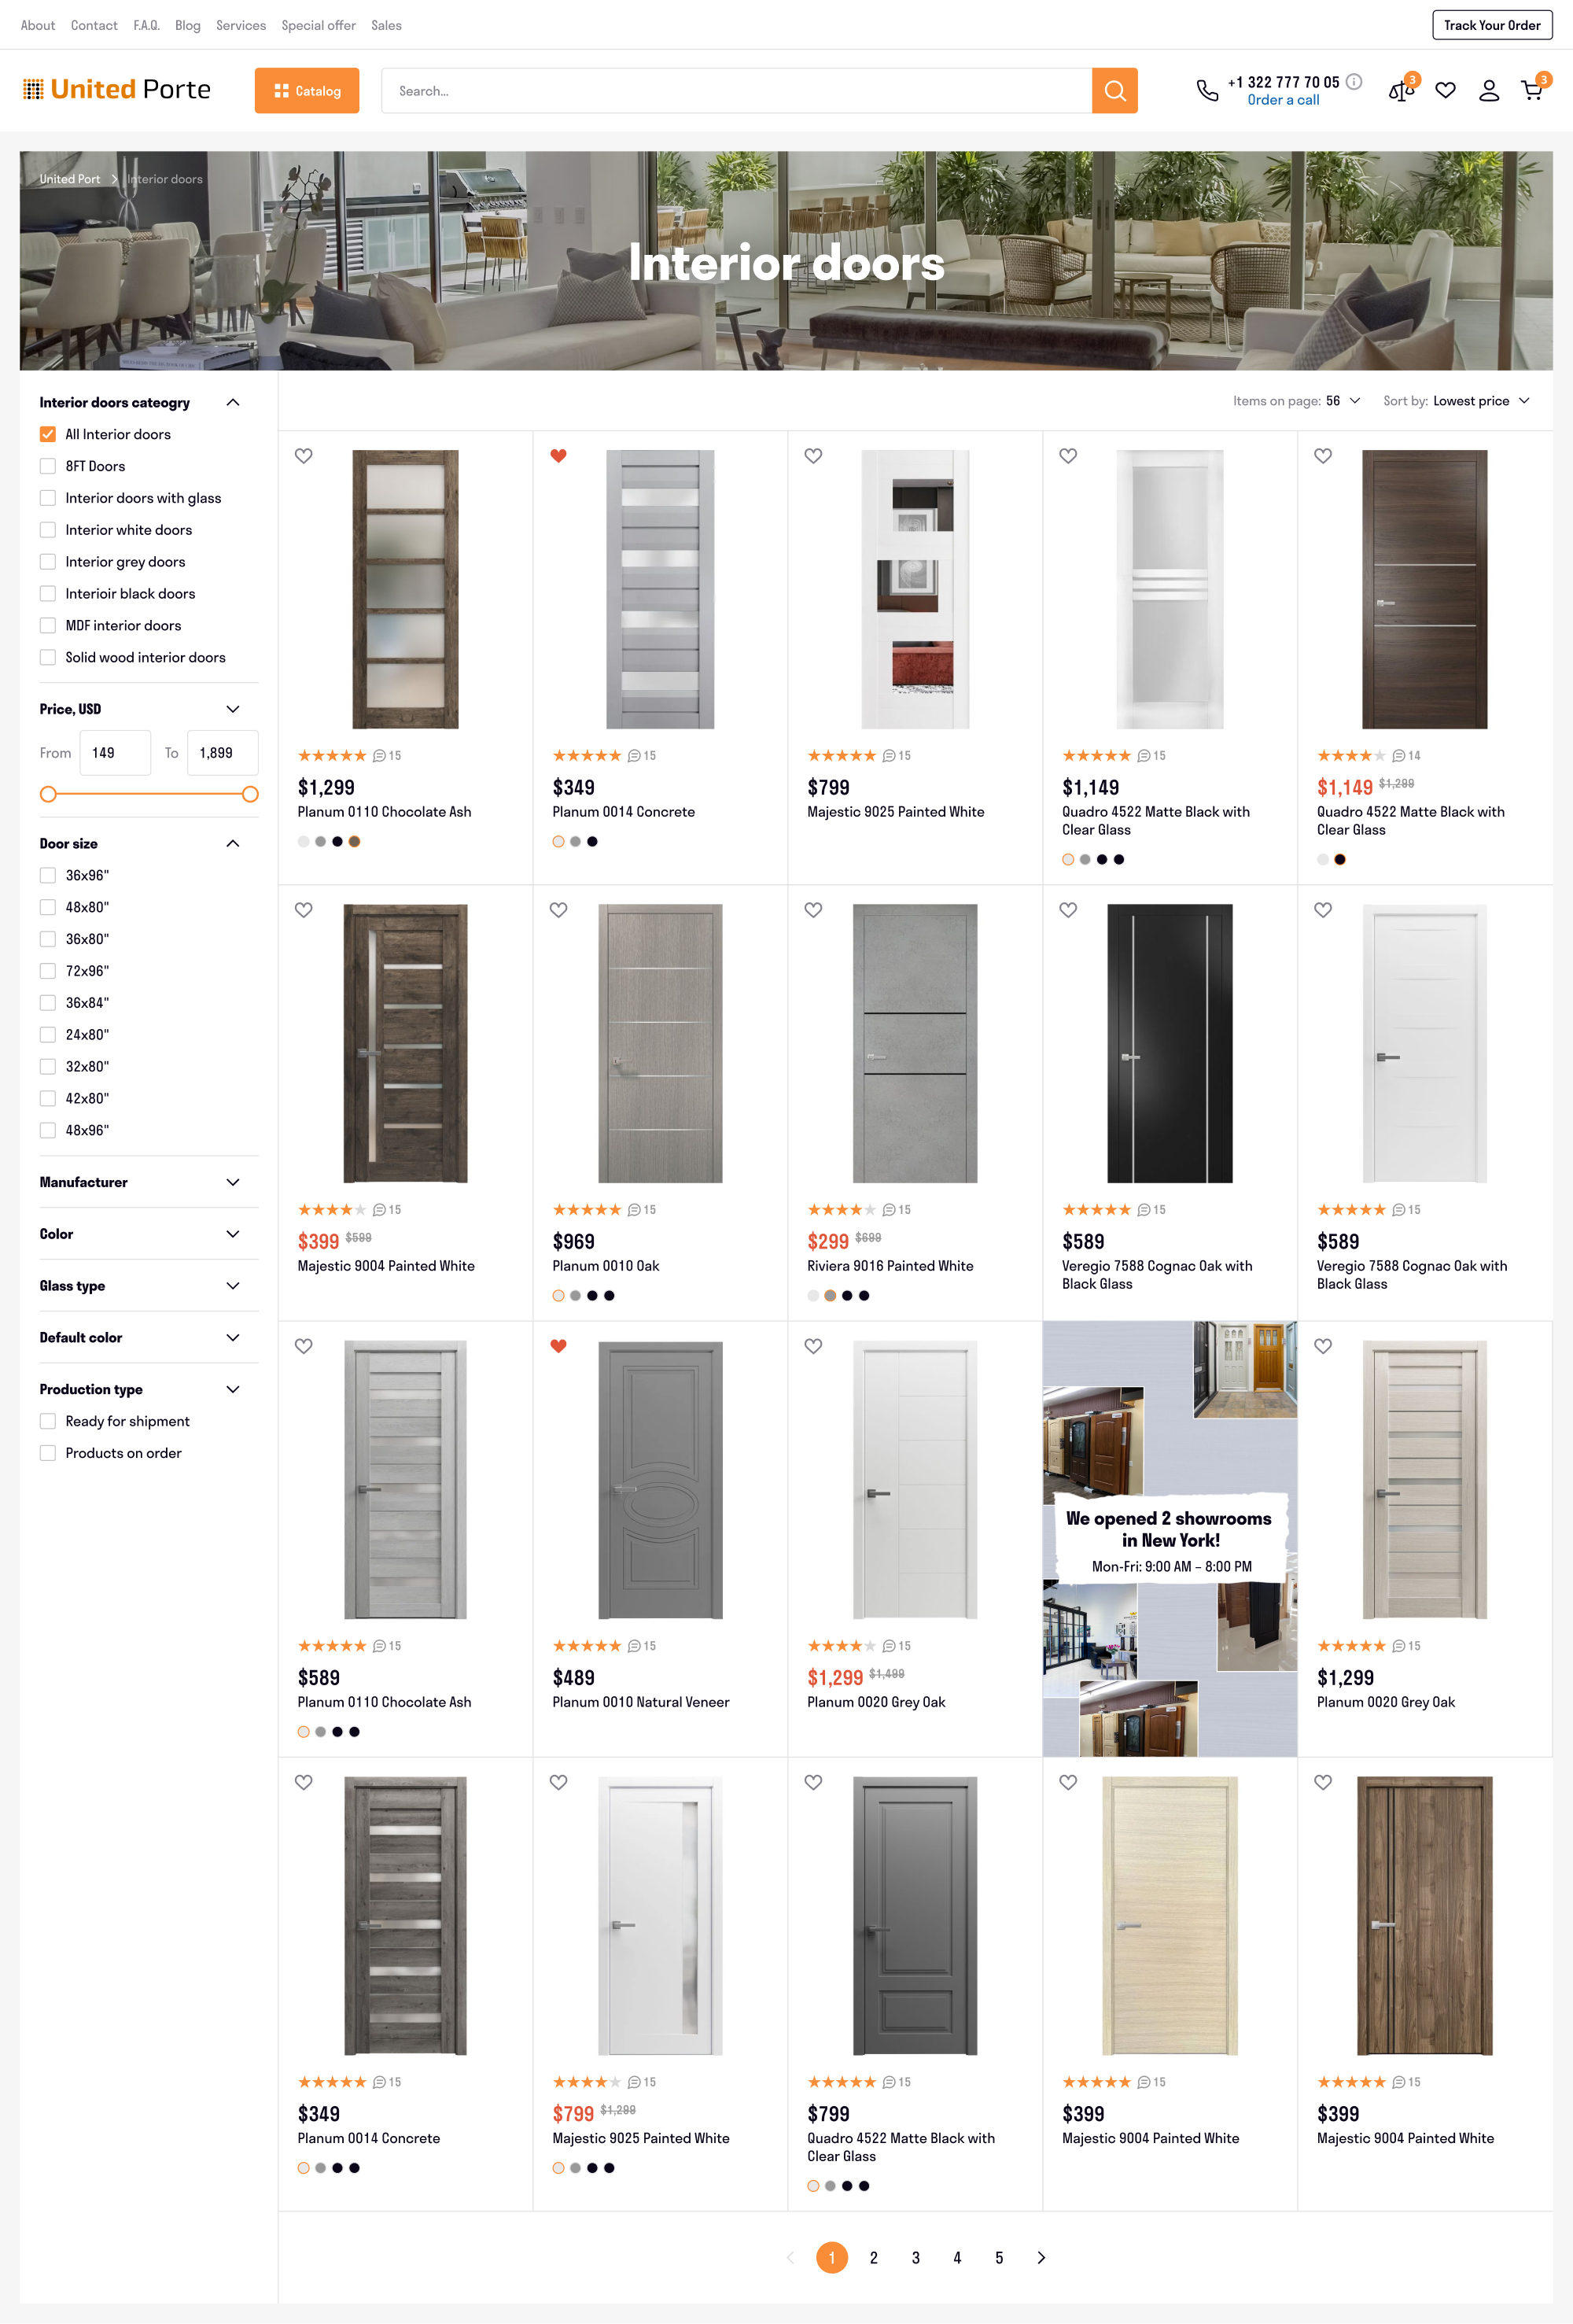 About Contact F.A.Q. Blog Services Special offer Sales Track Your Order
United Porte Catalog Search... +1 322 777 70 05 3 3
Order a call
United Port Interior doors
Interior doors
Interior doors cateogry
All Interior doors
8FT Doors
Interior doors with glass
Interior white doors
Interior grey doors
Interioir black doors
MDF interior doors
Solid wood interior doors
Price, USD
From 149 To 1,899
Door size
36x96"
48x80"
36x80"
72x96"
36x84"
24x80"
32x80"
42x80"
48x96"
Manufacturer
Color
Glass type
Default color
Production type
Ready for shipment
Products on order
Items on page: 56 Sort by: Lowest price
15
$1,299
Planum 0110 Chocolate Ash
15
$349
Planum 0014 Concrete
15
$799
Majestic 9025 Painted White
15
$1,149
Quadro 4522 Matte Black with
Clear Glass
14
$1,149 $1,299
Quadro 4522 Matte Black with
Clear Glass
15
$399 $599
Majestic 9004 Painted White
15
$969
Planum 0010 Oak
15
$299 $699
Riviera 9016 Painted White
15
$589
Veregio 7588 Cognac Oak with
Black Glass
15
$589
Veregio 7588 Cognac Oak with
Black Glass
15
$589
Planum 0110 Chocolate Ash
15
$489
Planum 0010 Natural Veneer
15
$1,299 $1,499
Planum 0020 Grey Oak
We opened 2 showrooms
in New York!
Mon-Fri: 9:00 AM – 8:00 PM
15
$1,299
Planum 0020 Grey Oak
15
$349
Planum 0014 Concrete
15
$799 $1,299
Majestic 9025 Painted White
15
$799
Quadro 4522 Matte Black with
Clear Glass
15
$399
Majestic 9004 Painted White
15
$399
Majestic 9004 Painted White
1 2 3 4 5